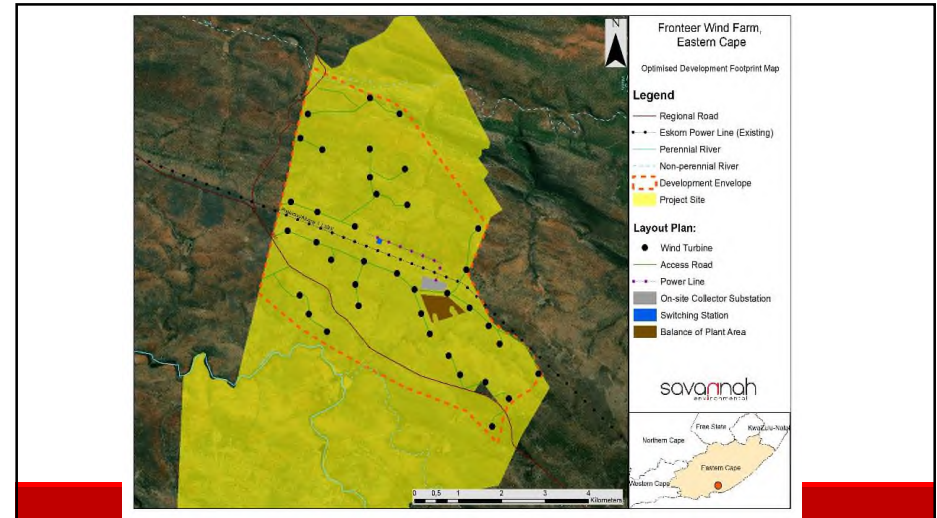 N
Fronteer Wind Farm,
Eastern Cape
Optimised Development Footprint Map
Legend
Regional Road
Eskom Power Line (Existing)
Perennial River
Non-perennial River
Development Envelope
Project Site
Layout Plan:
Wind Turbine
Access Road
Power Line
On-site Collector Substation
Switching Station
Balance of Plant Area
savannah
environmental
Free State
KwaZulu-Natal
Northern Cape
Eastern Cape
Western Cape
0 0,5 1 2 3 4
Kilometers